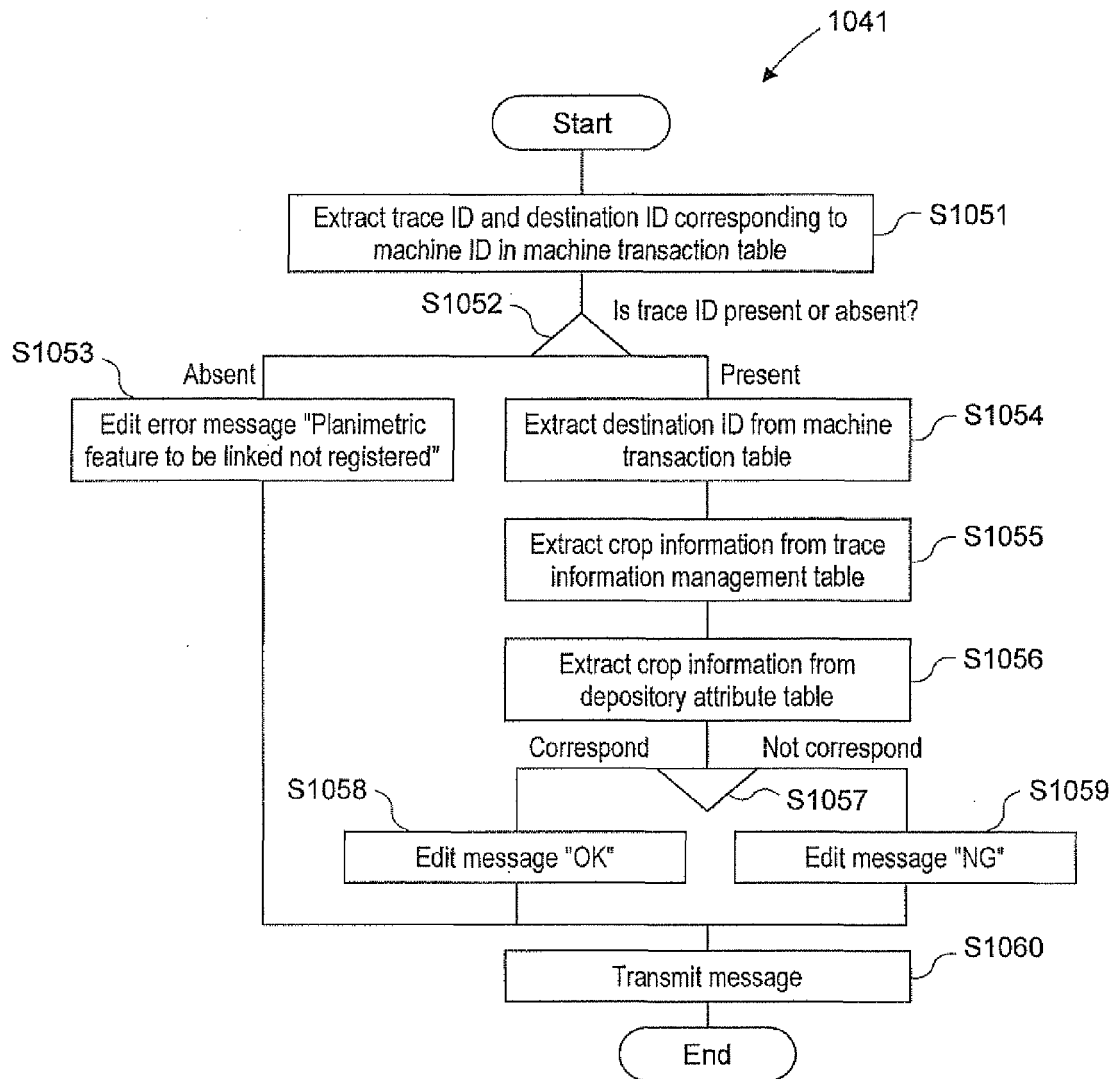 1041
Start
Extract trace ID and destination ID corresponding to
machine ID in machine transaction table
S1051
S1052
Is trace ID present or absent?
S1053
Absent
Present
Edit error message "Planimetric
feature to be linked not registered"
Extract destination ID from machine
transaction table
S1054
Extract crop information from trace
information management table
S1055
Extract crop information from
depository attribute table
S1056
Correspond
Not correspond
S1057
S1058
S1059
Edit message "OK"
Edit message "NG"
S1060
Transmit message
End